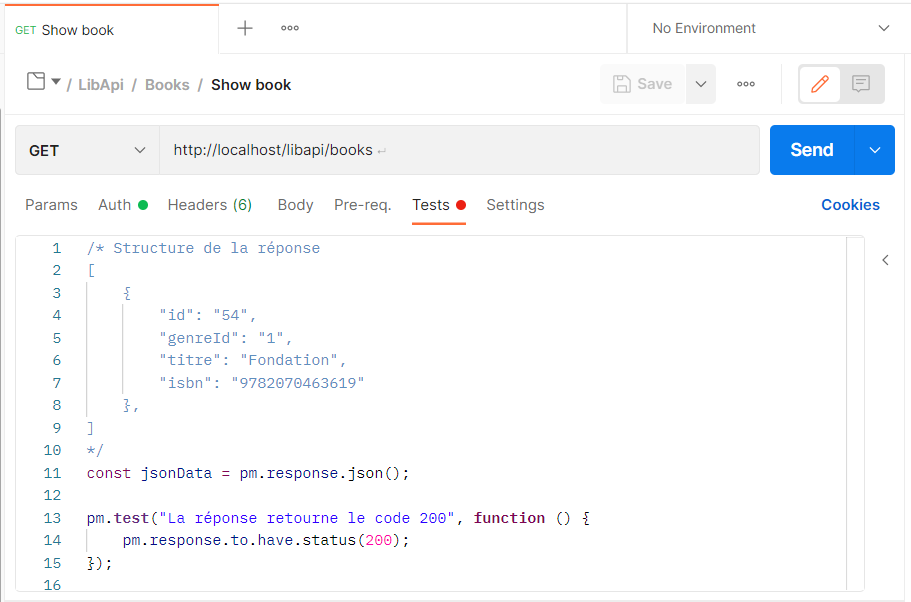 GET Show book
No Environment
/ LibApi / Books / Show book
Save
GET
http://localhost/libapi/books
Send
Params Auth Headers (6) Body Pre-req. Tests Settings Cookies
1 /* Structure de la réponse
2 [
3 {
4 "id": "54",
5 "genreId": "1",
6 "titre": "Fondation",
7 "isbn": "9782070463619"
8 },
9 ]
10 */
11 const jsonData = pm.response.json();
12
13 pm.test("La réponse retourne le code 200", function () {
14 pm.response.to.have.status(200);
15 });
16